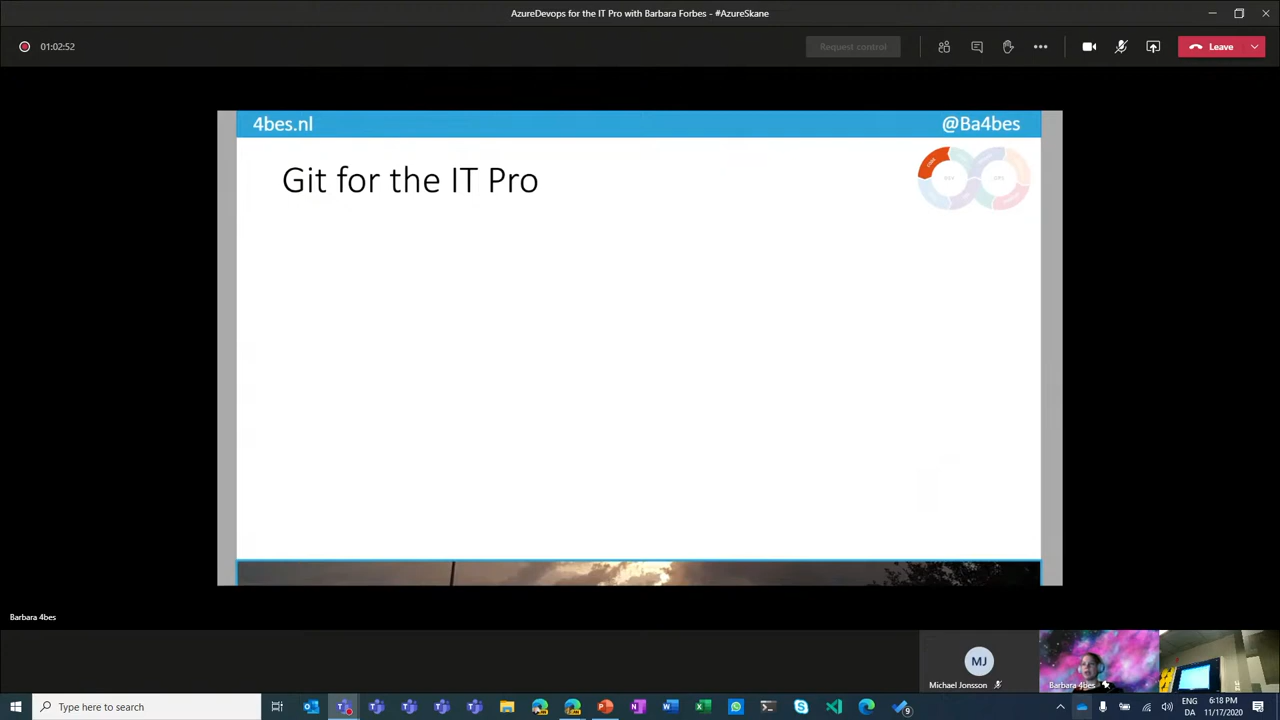 AzureDevops for the IT Pro with Barbara Forbes - #AzureSkane
01:02:52
Request control
Leave
4bes.nl
@Ba4bes
Git for the IT Pro
Barbara 4bes
MJ
Michael Jonsson
Barbara 4bes
Type here to search
9
ENG
DA
6:18 PM
11/17/2020